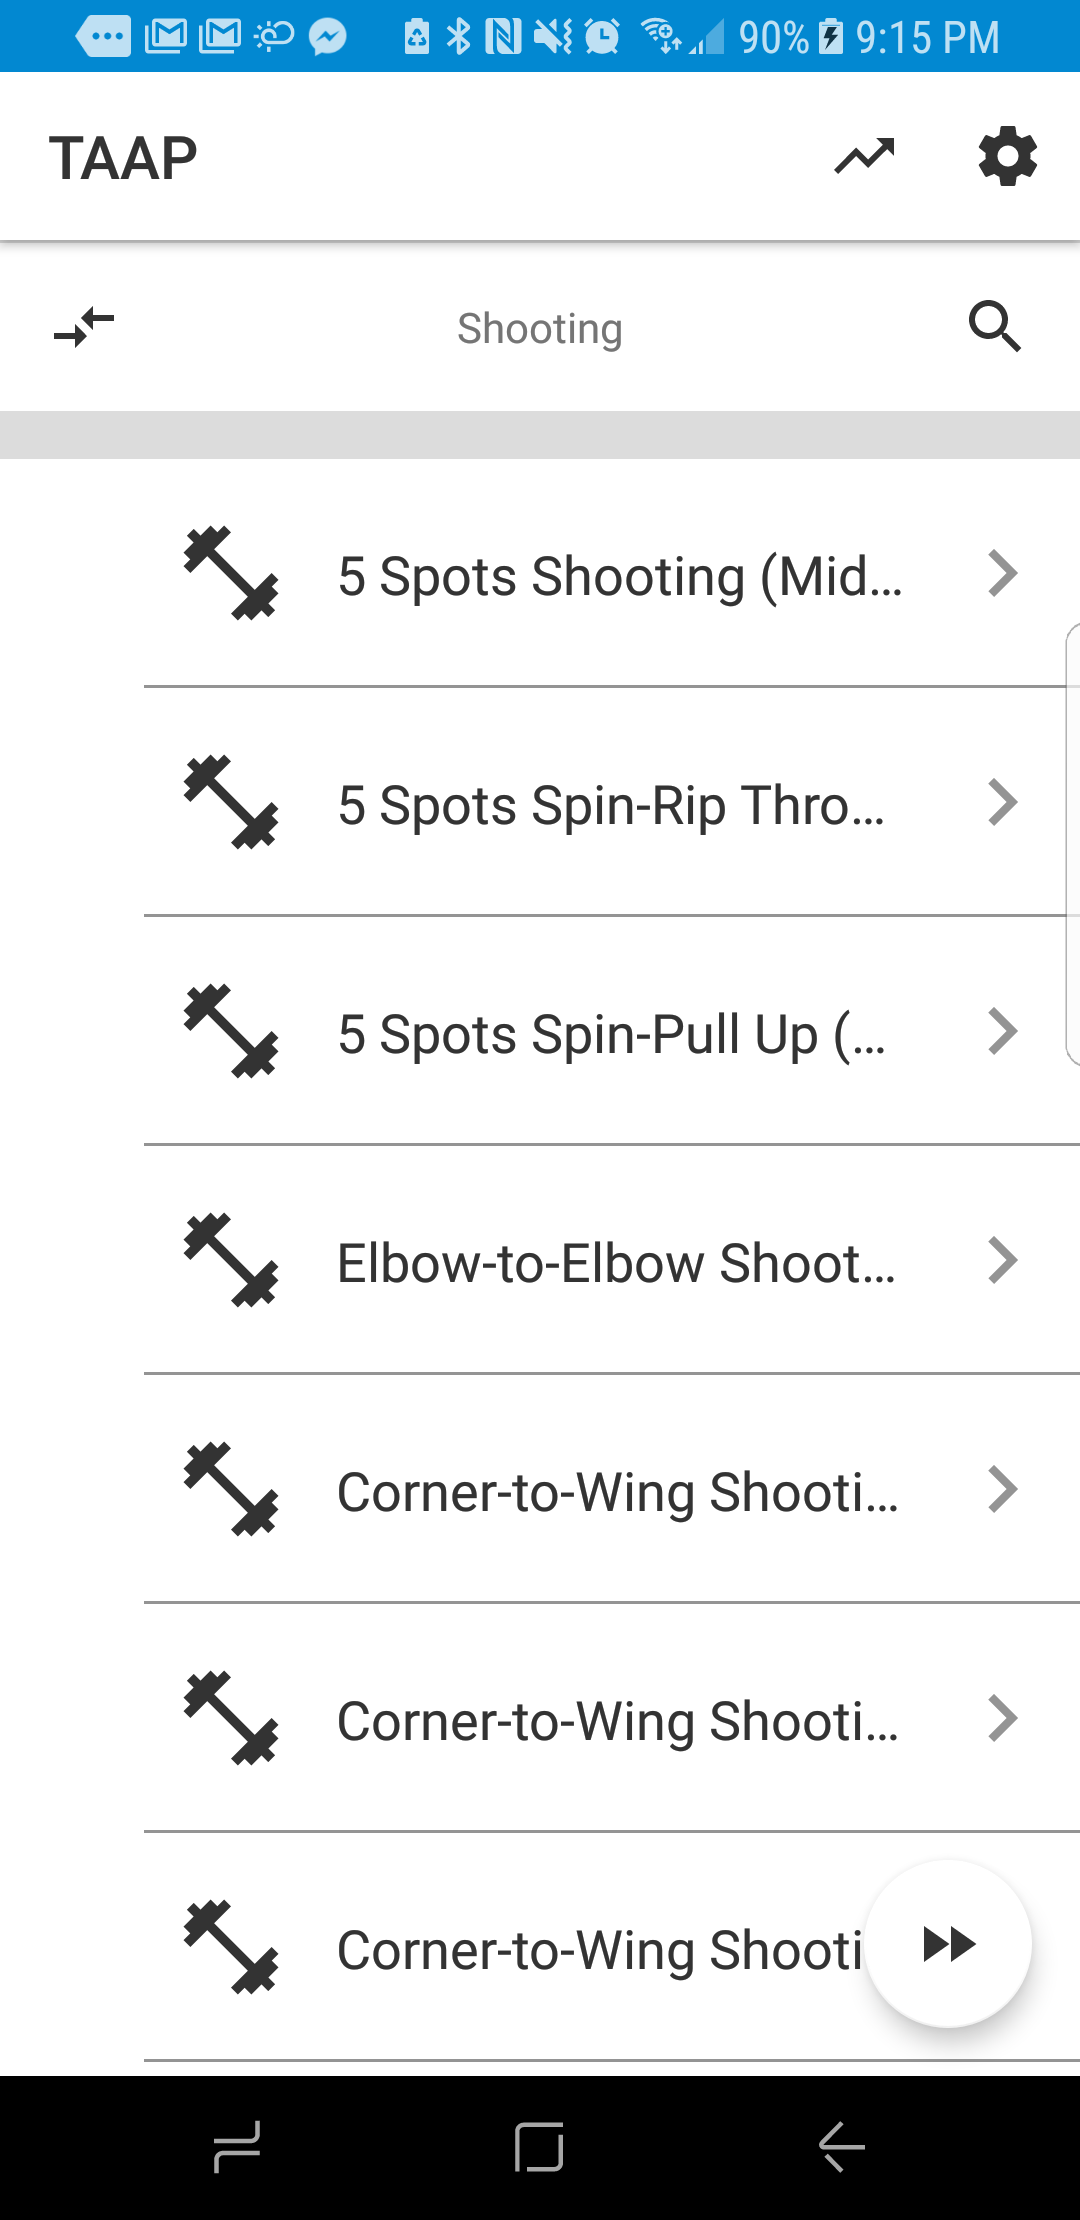 90% 9:15 PM
TAAP
Shooting
5 Spots Shooting (Mid...
5 Spots Spin-Rip Thro...
5 Spots Spin-Pull Up (...
Elbow-to-Elbow Shoot...
Corner-to-Wing Shooti...
Corner-to-Wing Shooti...
Corner-to-Wing Shooti